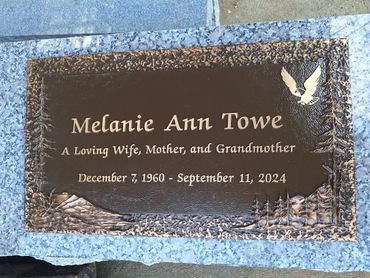 Melanie Ann Towe
A Loving Wife, Mother, and Grandmother
December 7, 1960 - September 11, 2024